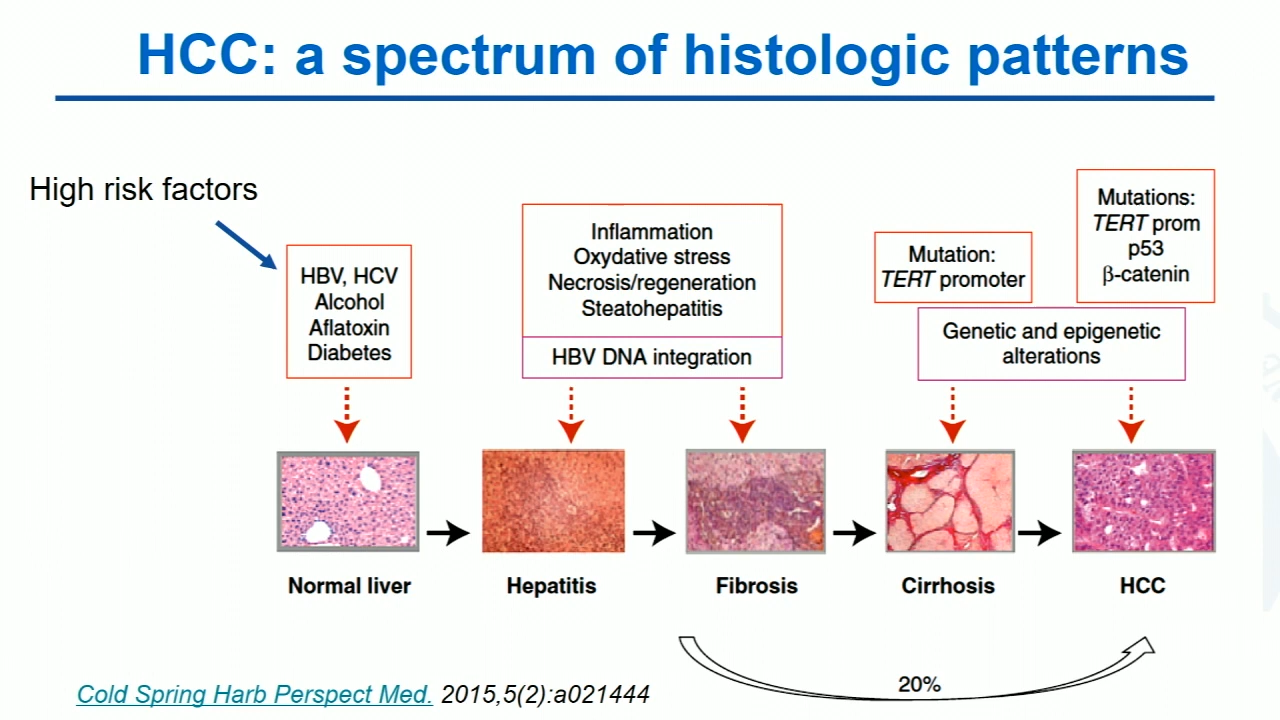 HCC: a spectrum of histologic patterns
High risk factors
HBV, HCV
Alcohol
Aflatoxin
Diabetes
Inflammation
Oxydative stress
Necrosis/regeneration
Steatohepatitis
HBV DNA integration
Mutation:
TERT promoter
Mutations:
TERT prom
p53
β-catenin
Genetic and epigenetic
alterations
Normal liver
Hepatitis
Fibrosis
Cirrhosis
HCC
20%
Cold Spring Harb Perspect Med. 2015,5(2):a021444